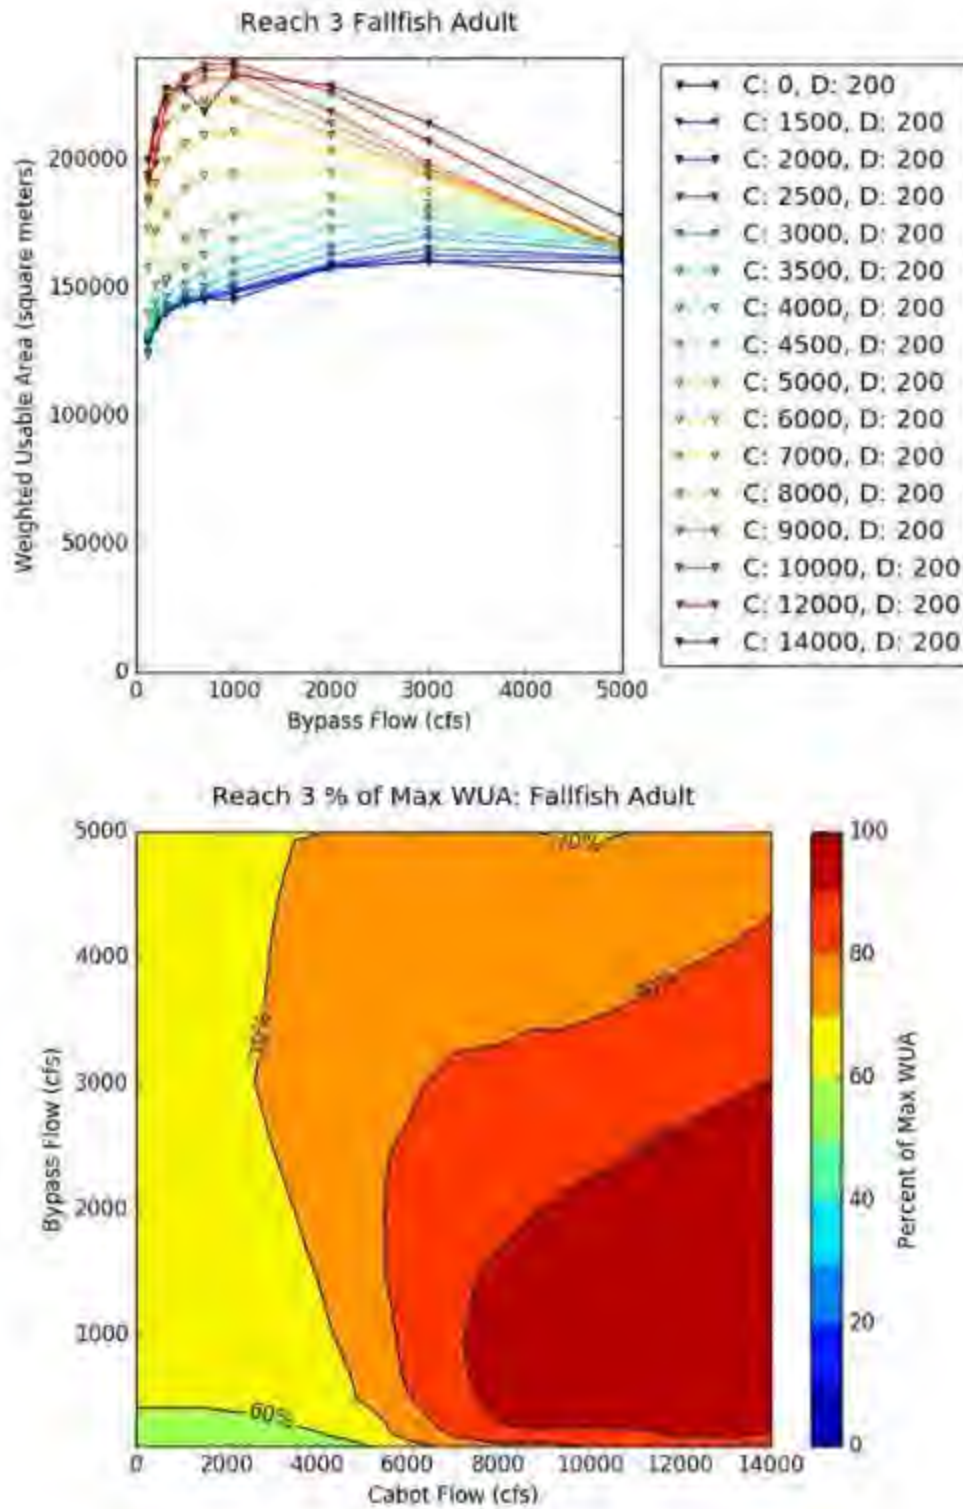 Reach 3 Fallfish Adult
Weighted Usable Area (square meters)
200000
150000
100000
50000
0
0 1000 2000 3000 4000 5000
Bypass Flow (cfs)
C: 0, D: 200
C: 1500, D: 200
C: 2000, D: 200
C: 2500, D: 200
C: 3000, D: 200
C: 3500, D: 200
C: 4000, D: 200
C: 4500, D: 200
C: 5000, D: 200
C: 6000, D: 200
C: 7000, D: 200
C: 8000, D: 200
C: 9000, D: 200
C: 10000, D: 200
C: 12000, D: 200
C: 14000, D: 200
Reach 3 % of Max WUA: Fallfish Adult
Bypass Flow (cfs)
5000
4000
3000
2000
1000
70%
70%
80%
60%
0 2000 4000 6000 8000 10000 12000 14000
Cabot Flow (cfs)
100
80
60
40
20
0
Percent of Max WUA